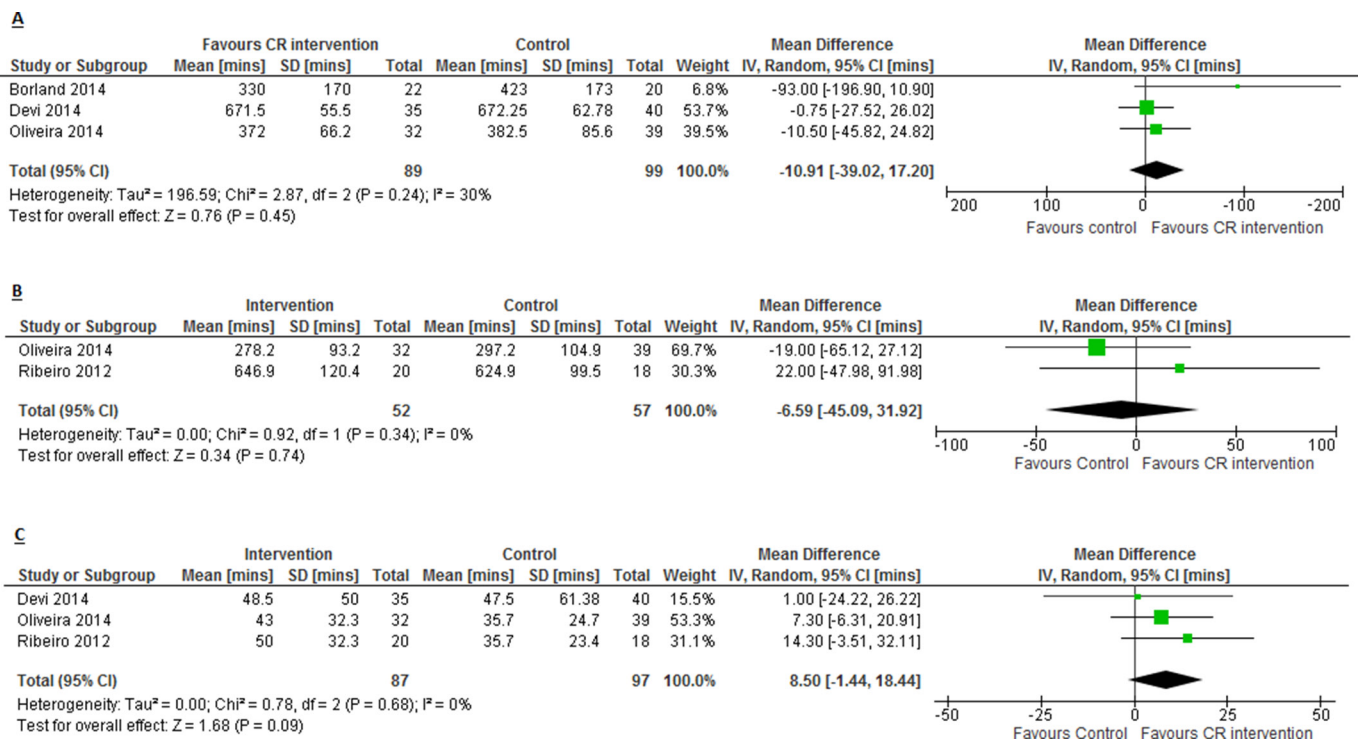 A
Favours CR intervention Control Mean Difference Mean Difference
Study or Subgroup Mean [mins] SD [mins] Total Mean [mins] SD [mins] Total Weight IV, Random, 95% CI [mins] IV, Random, 95% CI [mins]
Borland 2014 330 170 22 423 173 20 6.8% -93.00 [-196.90, 10.90]
Devi 2014 671.5 55.5 35 672.25 62.78 40 53.7% -0.75 [-27.52, 26.02]
Oliveira 2014 372 66.2 32 382.5 85.6 39 39.5% -10.50 [-45.82, 24.82]
Total (95% CI) 89 99 100.0% -10.91 [-39.02, 17.20]
Heterogeneity: Tau² = 196.59; Chi² = 2.87, df = 2 (P = 0.24); I² = 30%
Test for overall effect: Z = 0.76 (P = 0.45)
200 100 0 -100 -200
Favours control Favours CR intervention
B
Intervention Control Mean Difference Mean Difference
Study or Subgroup Mean [mins] SD [mins] Total Mean [mins] SD [mins] Total Weight IV, Random, 95% CI [mins] IV, Random, 95% CI [mins]
Oliveira 2014 278.2 93.2 32 297.2 104.9 39 69.7% -19.00 [-65.12, 27.12]
Ribeiro 2012 646.9 120.4 20 624.9 99.5 18 30.3% 22.00 [-47.98, 91.98]
Total (95% CI) 52 57 100.0% -6.59 [-45.09, 31.92]
Heterogeneity: Tau² = 0.00; Chi² = 0.92, df = 1 (P = 0.34); I² = 0%
Test for overall effect: Z = 0.34 (P = 0.74)
-100 -50 0 50 100
Favours Control Favours CR intervention
C
Intervention Control Mean Difference Mean Difference
Study or Subgroup Mean [mins] SD [mins] Total Mean [mins] SD [mins] Total Weight IV, Random, 95% CI [mins] IV, Random, 95% CI [mins]
Devi 2014 48.5 50 35 47.5 61.38 40 15.5% 1.00 [-24.22, 26.22]
Oliveira 2014 43 32.3 32 35.7 24.7 39 53.3% 7.30 [-6.31, 20.91]
Ribeiro 2012 50 32.3 20 35.7 23.4 18 31.1% 14.30 [-3.51, 32.11]
Total (95% CI) 87 97 100.0% 8.50 [-1.44, 18.44]
Heterogeneity: Tau² = 0.00; Chi² = 0.78, df = 2 (P = 0.68); I² = 0%
Test for overall effect: Z = 1.68 (P = 0.09)
-50 -25 0 25 50
Favours Control Favours CR intervention